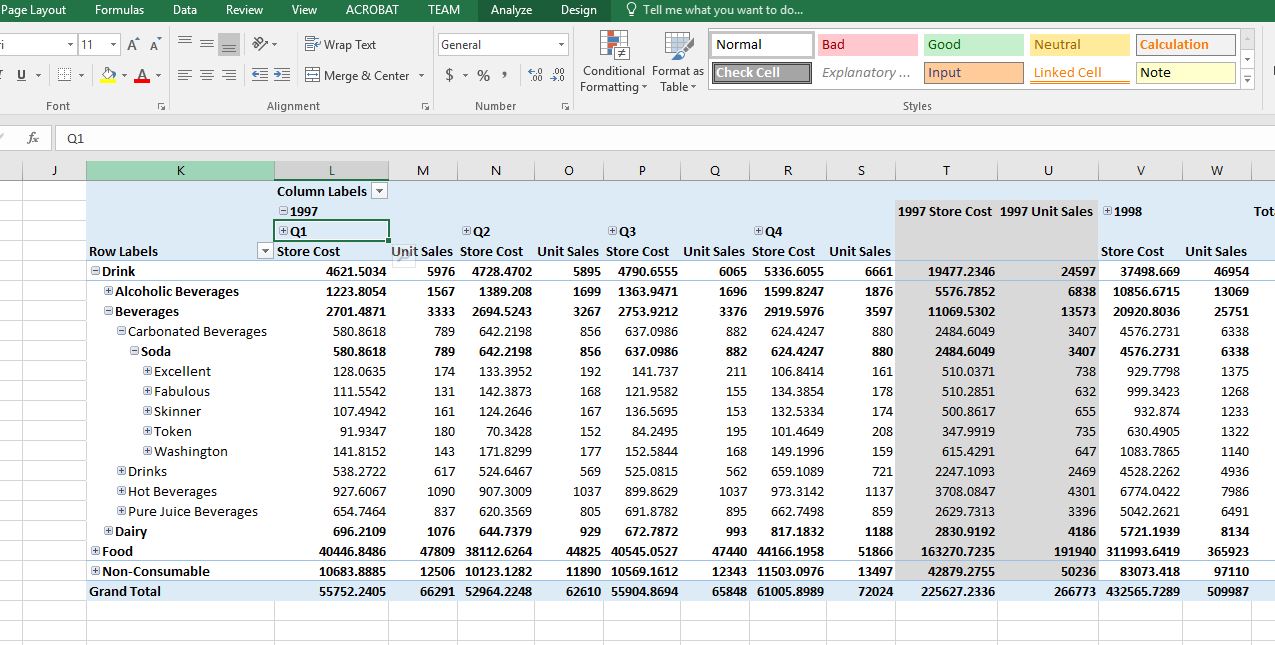 Page Layout Formulas Data Review View ACROBAT TEAM Analyze Design Tell me what you want to do...
11 A A Wrap Text General Normal Bad Good Neutral Calculation
U A Merge & Center $ % , .00 .00 Conditional Formatting Format as Table Check Cell Explanatory ... Input Linked Cell Note
Font Alignment Number Styles
fx Q1
J K L M N O P Q R S T U V W
Column Labels
1997 1997 Store Cost 1997 Unit Sales 1998 Tot
Q1 Q2 Q3 Q4
Row Labels Store Cost Unit Sales Store Cost Unit Sales Store Cost Unit Sales Store Cost Unit Sales Store Cost Unit Sales
Drink 4621.5034 5976 4728.4702 5895 4790.6555 6065 5336.6055 6661 19477.2346 24597 37498.669 46954
Alcoholic Beverages 1223.8054 1567 1389.208 1699 1363.9471 1696 1599.8247 1876 5576.7852 6838 10856.6715 13069
Beverages 2701.4871 3333 2694.5243 3267 2753.9212 3376 2919.5976 3597 11069.5302 13573 20920.8036 25751
Carbonated Beverages 580.8618 789 642.2198 856 637.0986 882 624.4247 880 2484.6049 3407 4576.2731 6338
Soda 580.8618 789 642.2198 856 637.0986 882 624.4247 880 2484.6049 3407 4576.2731 6338
Excellent 128.0635 174 133.3952 192 141.737 211 106.8414 161 510.0371 738 929.7798 1375
Fabulous 111.5542 131 142.3873 168 121.9582 155 134.3854 178 510.2851 632 999.3423 1268
Skinner 107.4942 161 124.2646 167 136.5695 153 132.5334 174 500.8617 655 932.874 1233
Token 91.9347 180 70.3428 152 84.2495 195 101.4649 208 347.9919 735 630.4905 1322
Washington 141.8152 143 171.8299 177 152.5844 168 149.1996 159 615.4291 647 1083.7865 1140
Drinks 538.2722 617 524.6467 569 525.0815 562 659.1089 721 2247.1093 2469 4528.2262 4936
Hot Beverages 927.6067 1090 907.3009 1037 899.8629 1037 973.3142 1137 3708.0847 4301 6774.0422 7986
Pure Juice Beverages 654.7464 837 620.3569 805 691.8782 895 662.7498 859 2629.7313 3396 5042.2621 6491
Dairy 696.2109 1076 644.7379 929 672.7872 993 817.1832 1188 2830.9192 4186 5721.1939 8134
Food 40446.8486 47809 38112.6264 44825 40545.0527 47440 44166.1958 51866 163270.7235 191940 311993.6419 365923
Non-Consumable 10683.8885 12506 10123.1282 11890 10569.1612 12343 11503.0976 13497 42879.2755 50236 83073.418 97110
Grand Total 55752.2405 66291 52964.2248 62610 55904.8694 65848 61005.8989 72024 225627.2336 266773 432565.7289 509987